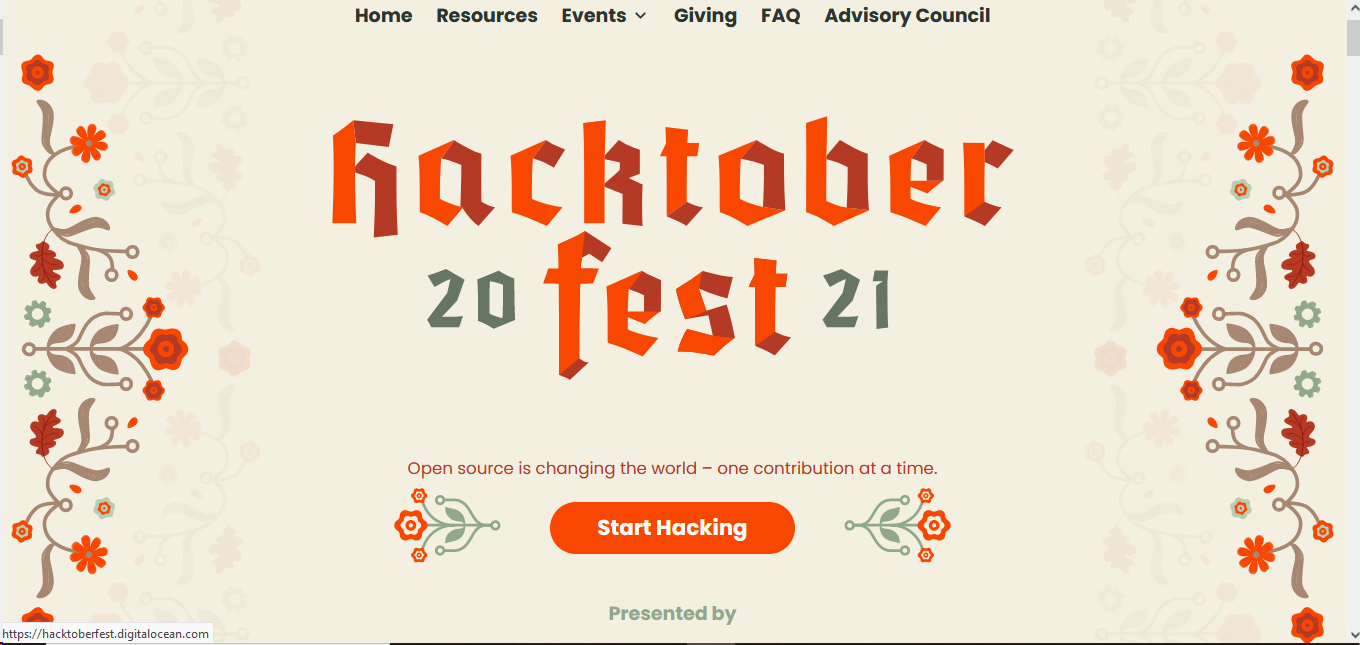 Home Resources Events Giving FAQ Advisory Council
hacktober
20 fest 21
Open source is changing the world – one contribution at a time.
Start Hacking
Presented by
https://hacktoberfest.digitalocean.com